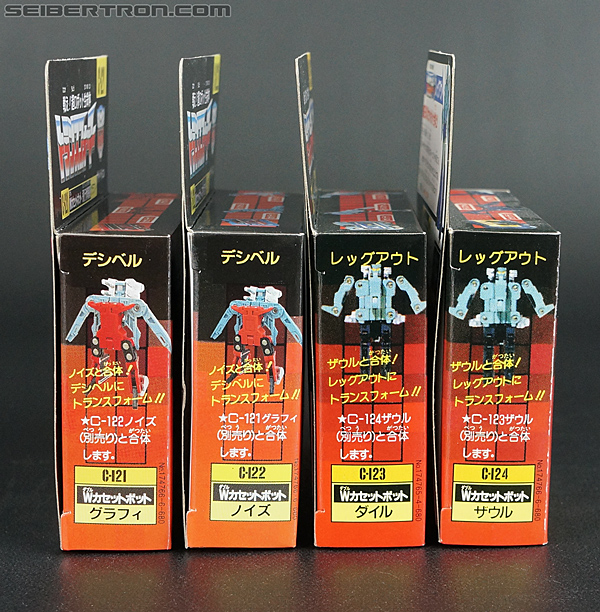 SEIBERTRON.COM
デシベル
ノイズと合体!
デシベルに
トランスフォーム!!
★C-122ノイズ
(別売り)と合体
します。
C-121
Wカセットボット
グラフィ
デシベル
ノイズと合体!
デシベルに
トランスフォーム!!
★C-121グラフィ
(別売り)と合体
します。
C-122
Wカセットボット
ノイズ
レッグアウト
ザウルと合体!
レッグアウトに
トランスフォーム!!
★C-124ザウル
(別売り)と合体
します。
C-123
Wカセットボット
ダイル
レッグアウト
ザウルと合体!
レッグアウトに
トランスフォーム!!
★C-123ザウル
(別売り)と合体
します。
C-124
Wカセットボット
ザウル